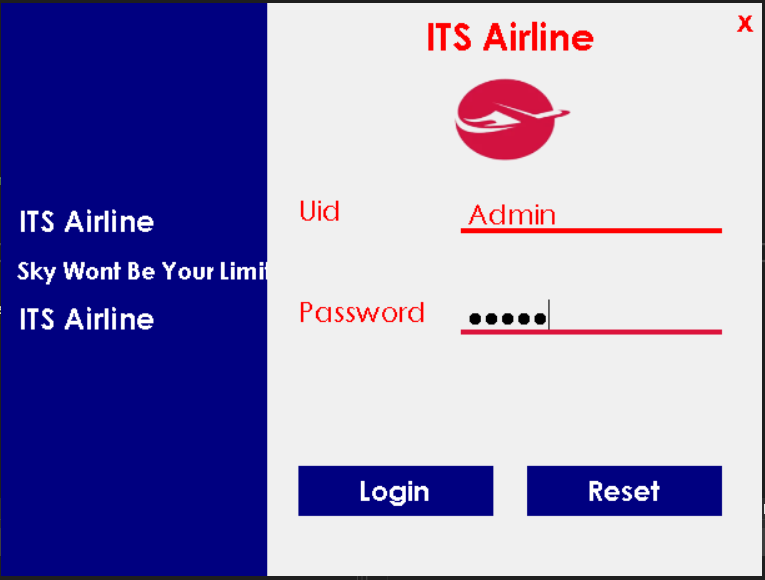 ITS Airline
Sky Wont Be Your Limi
ITS Airline
X
ITS Airline
Uid
Admin
Password
●●●●●
Login
Reset